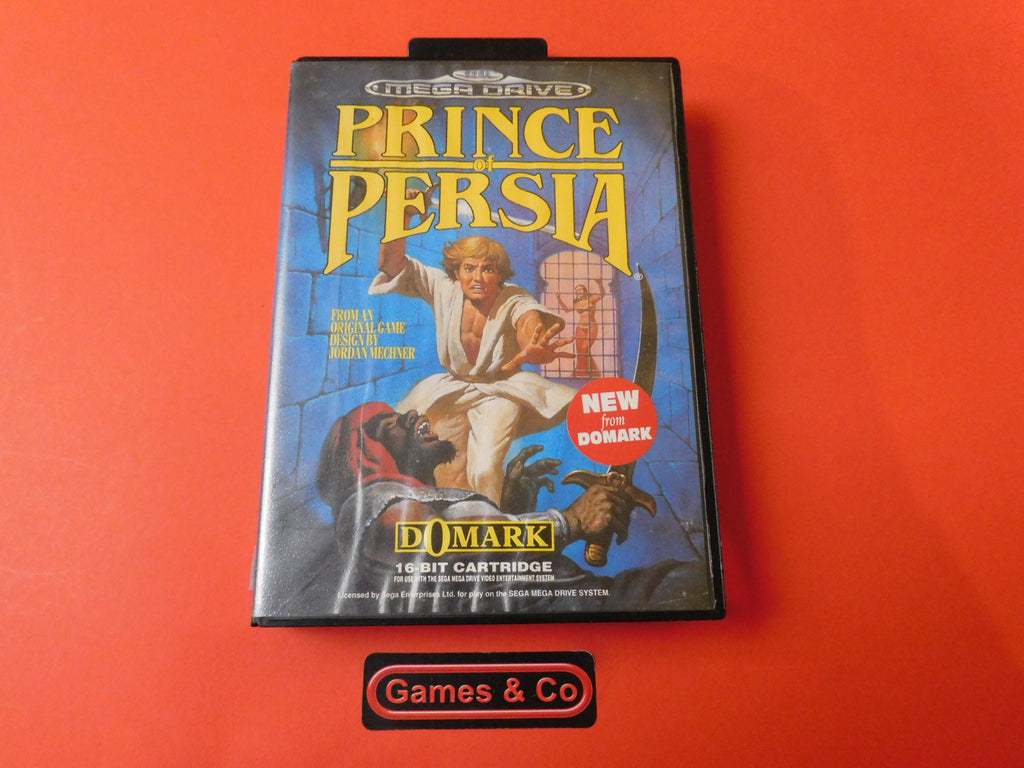 SEGA
MEGA DRIVE
PRINCE
of
PERSIA
®
FROM AN
ORIGINAL GAME
DESIGN BY
JORDAN MECHNER
NEW
from
DOMARK
DOMARK
16-BIT CARTRIDGE
FOR USE WITH THE SEGA MEGA DRIVE VIDEO ENTERTAINMENT SYSTEM
Licensed by Sega Enterprises Ltd. for play on the SEGA MEGA DRIVE SYSTEM.
Games & Co